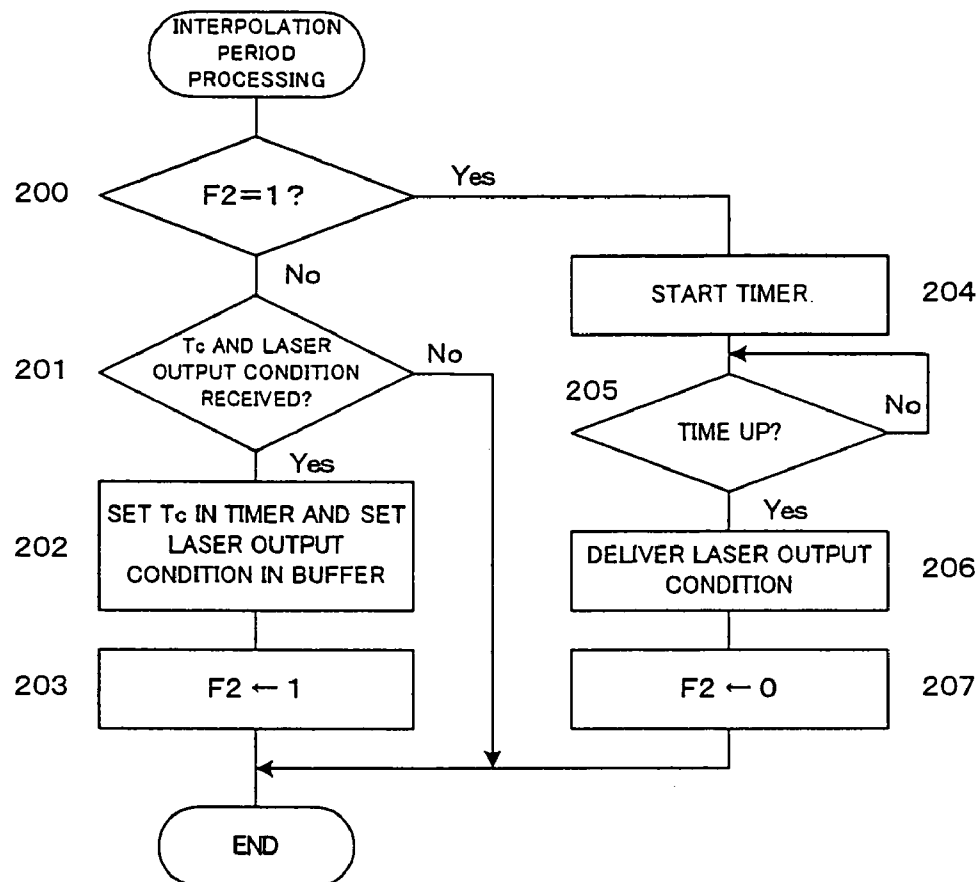 INTERPOLATION
PERIOD
PROCESSING
200
F2=1?
Yes
No
201
Tc AND LASER
OUTPUT CONDITION
RECEIVED?
No
Yes
202
SET Tc IN TIMER AND SET
LASER OUTPUT
CONDITION IN BUFFER
203
F2 ← 1
START TIMER
204
205
TIME UP?
No
Yes
DELIVER LASER OUTPUT
CONDITION
206
F2 ← 0
207
END